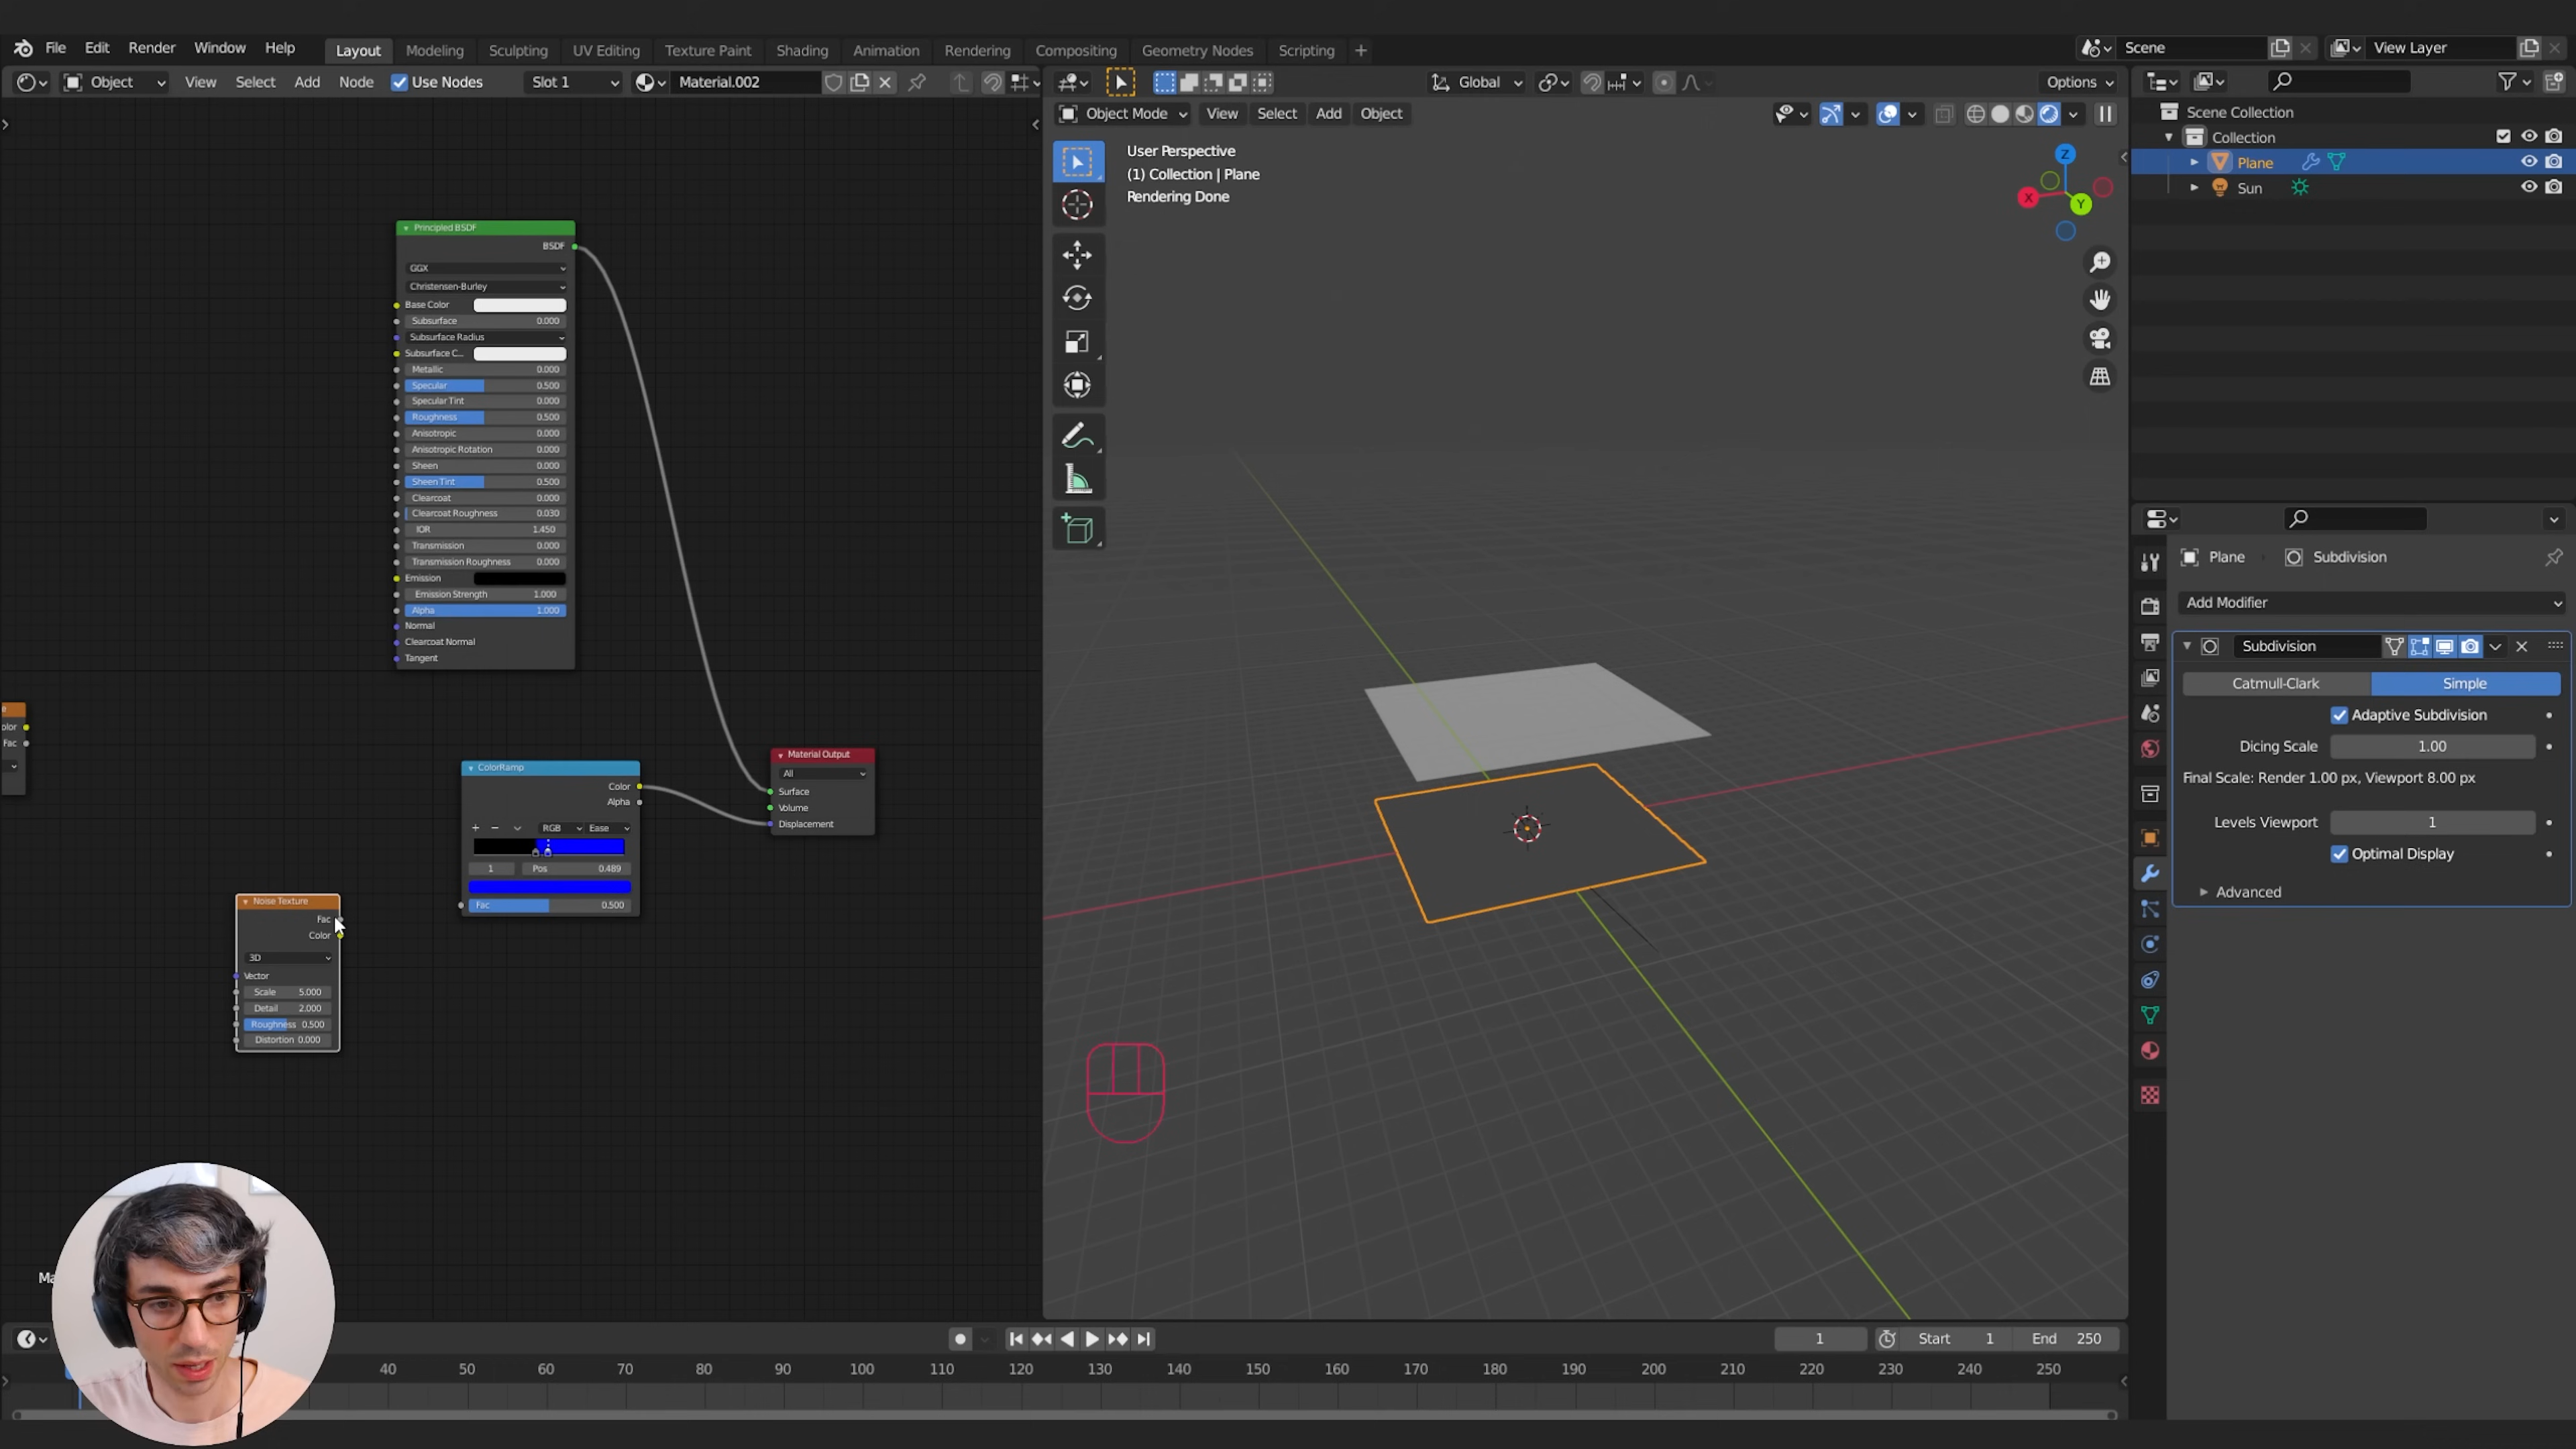 File Edit Render Window Help Layout Modeling Sculpting UV Editing Texture Paint Shading Animation Rendering Compositing Geometry Nodes Scripting + Scene View Layer
Object View Select Add Node Use Nodes Slot 1 Material.002 Global Options
Object Mode View Select Add Object
User Perspective
(1) Collection | Plane
Rendering Done
Z
X
Y
Scene Collection
Collection
Plane
Sun
Principled BSDF
BSDF
GGX
Christensen-Burley
Base Color
Subsurface 0.000
Subsurface Radius
Subsurface C...
Metallic 0.000
Specular 0.500
Specular Tint 0.000
Roughness 0.500
Anisotropic 0.000
Anisotropic Rotation 0.000
Sheen 0.000
Sheen Tint 0.500
Clearcoat 0.000
Clearcoat Roughness 0.030
IOR 1.450
Transmission 0.000
Transmission Roughness 0.000
Emission
Emission Strength 1.000
Alpha 1.000
Normal
Clearcoat Normal
Tangent
e
olor
Fac
ColorRamp
Color
Alpha
+ − RGB Ease
1 Pos 0.489
Fac 0.500
Material Output
All
Surface
Volume
Displacement
Noise Texture
Fac
Color
3D
Vector
Scale 5.000
Detail 2.000
Roughness 0.500
Distortion 0.000
Ma
Plane Subdivision
Add Modifier
Subdivision
Catmull-Clark Simple
Adaptive Subdivision
Dicing Scale 1.00
Final Scale: Render 1.00 px, Viewport 8.00 px
Levels Viewport 1
Optimal Display
Advanced
1 Start 1 End 250
40 50 60 70 80 90 100 110 120 130 140 150 160 170 180 190 200 210 220 230 240 250